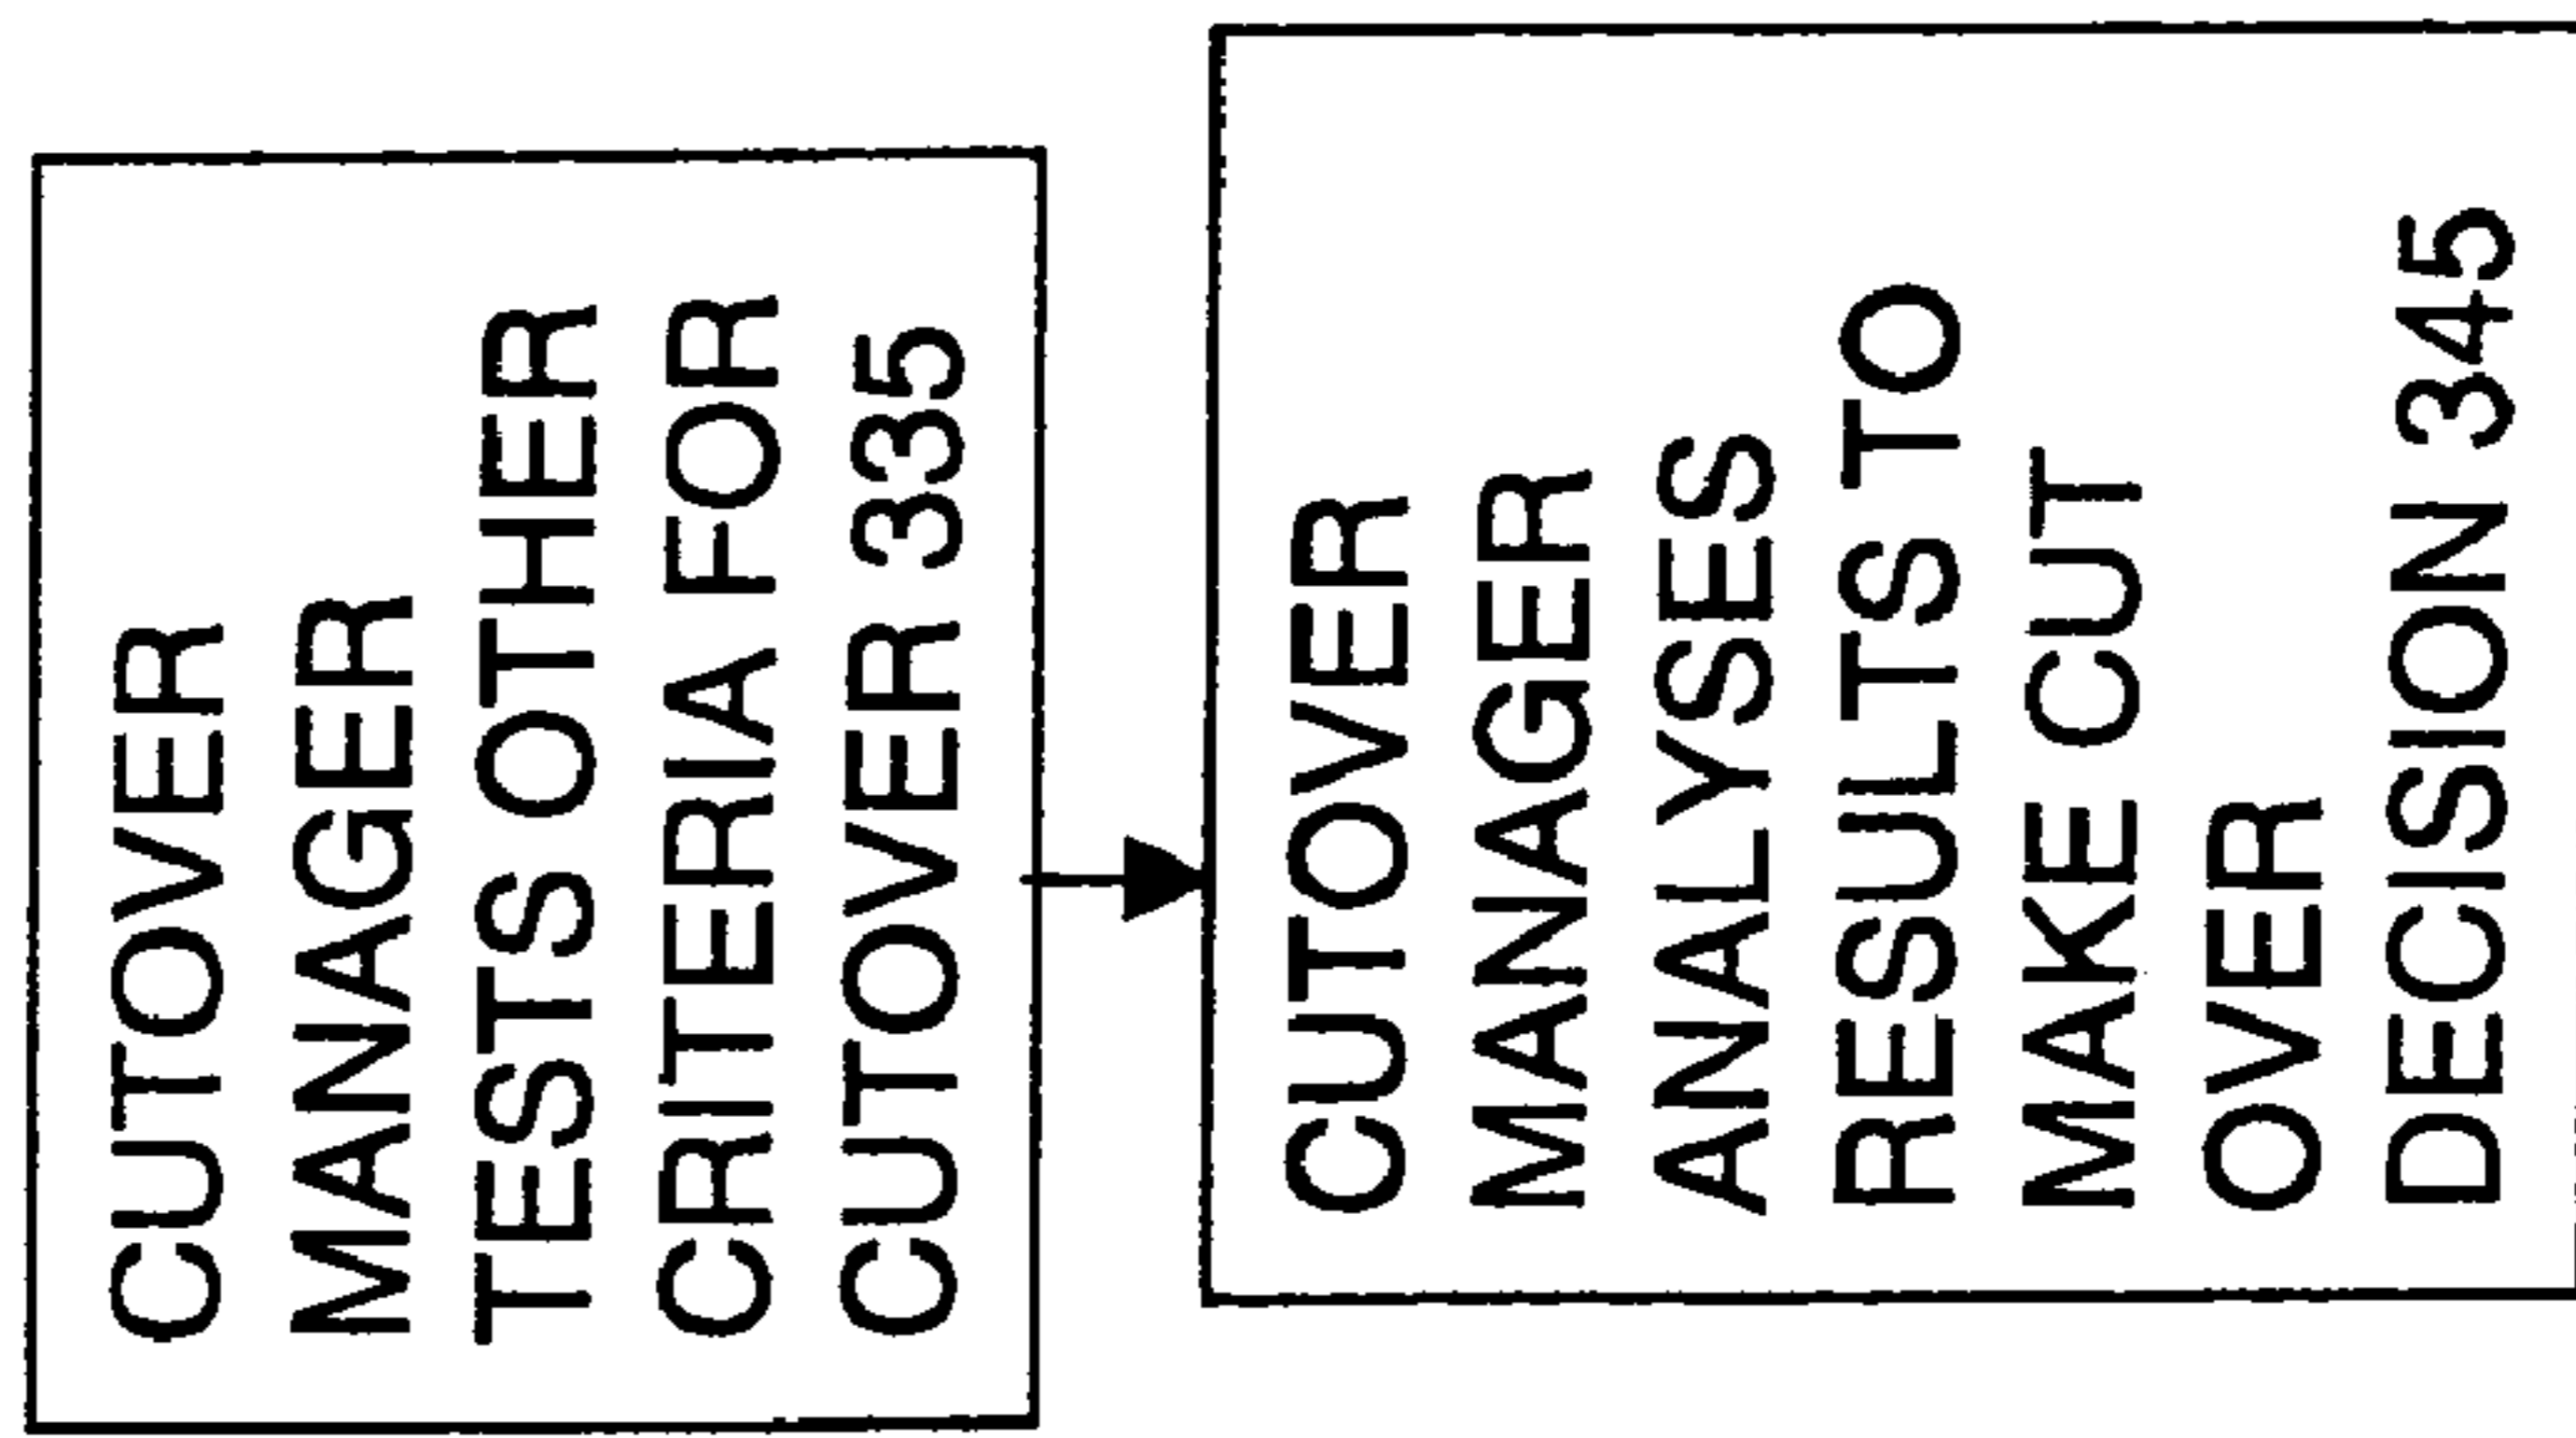 CUTOVER
MANAGER
TESTS OTHER
CRITERIA FOR
CUTOVER 335
CUTOVER
MANAGER
ANALYSES
RESULTS TO
MAKE CUT
OVER
DECISION 345